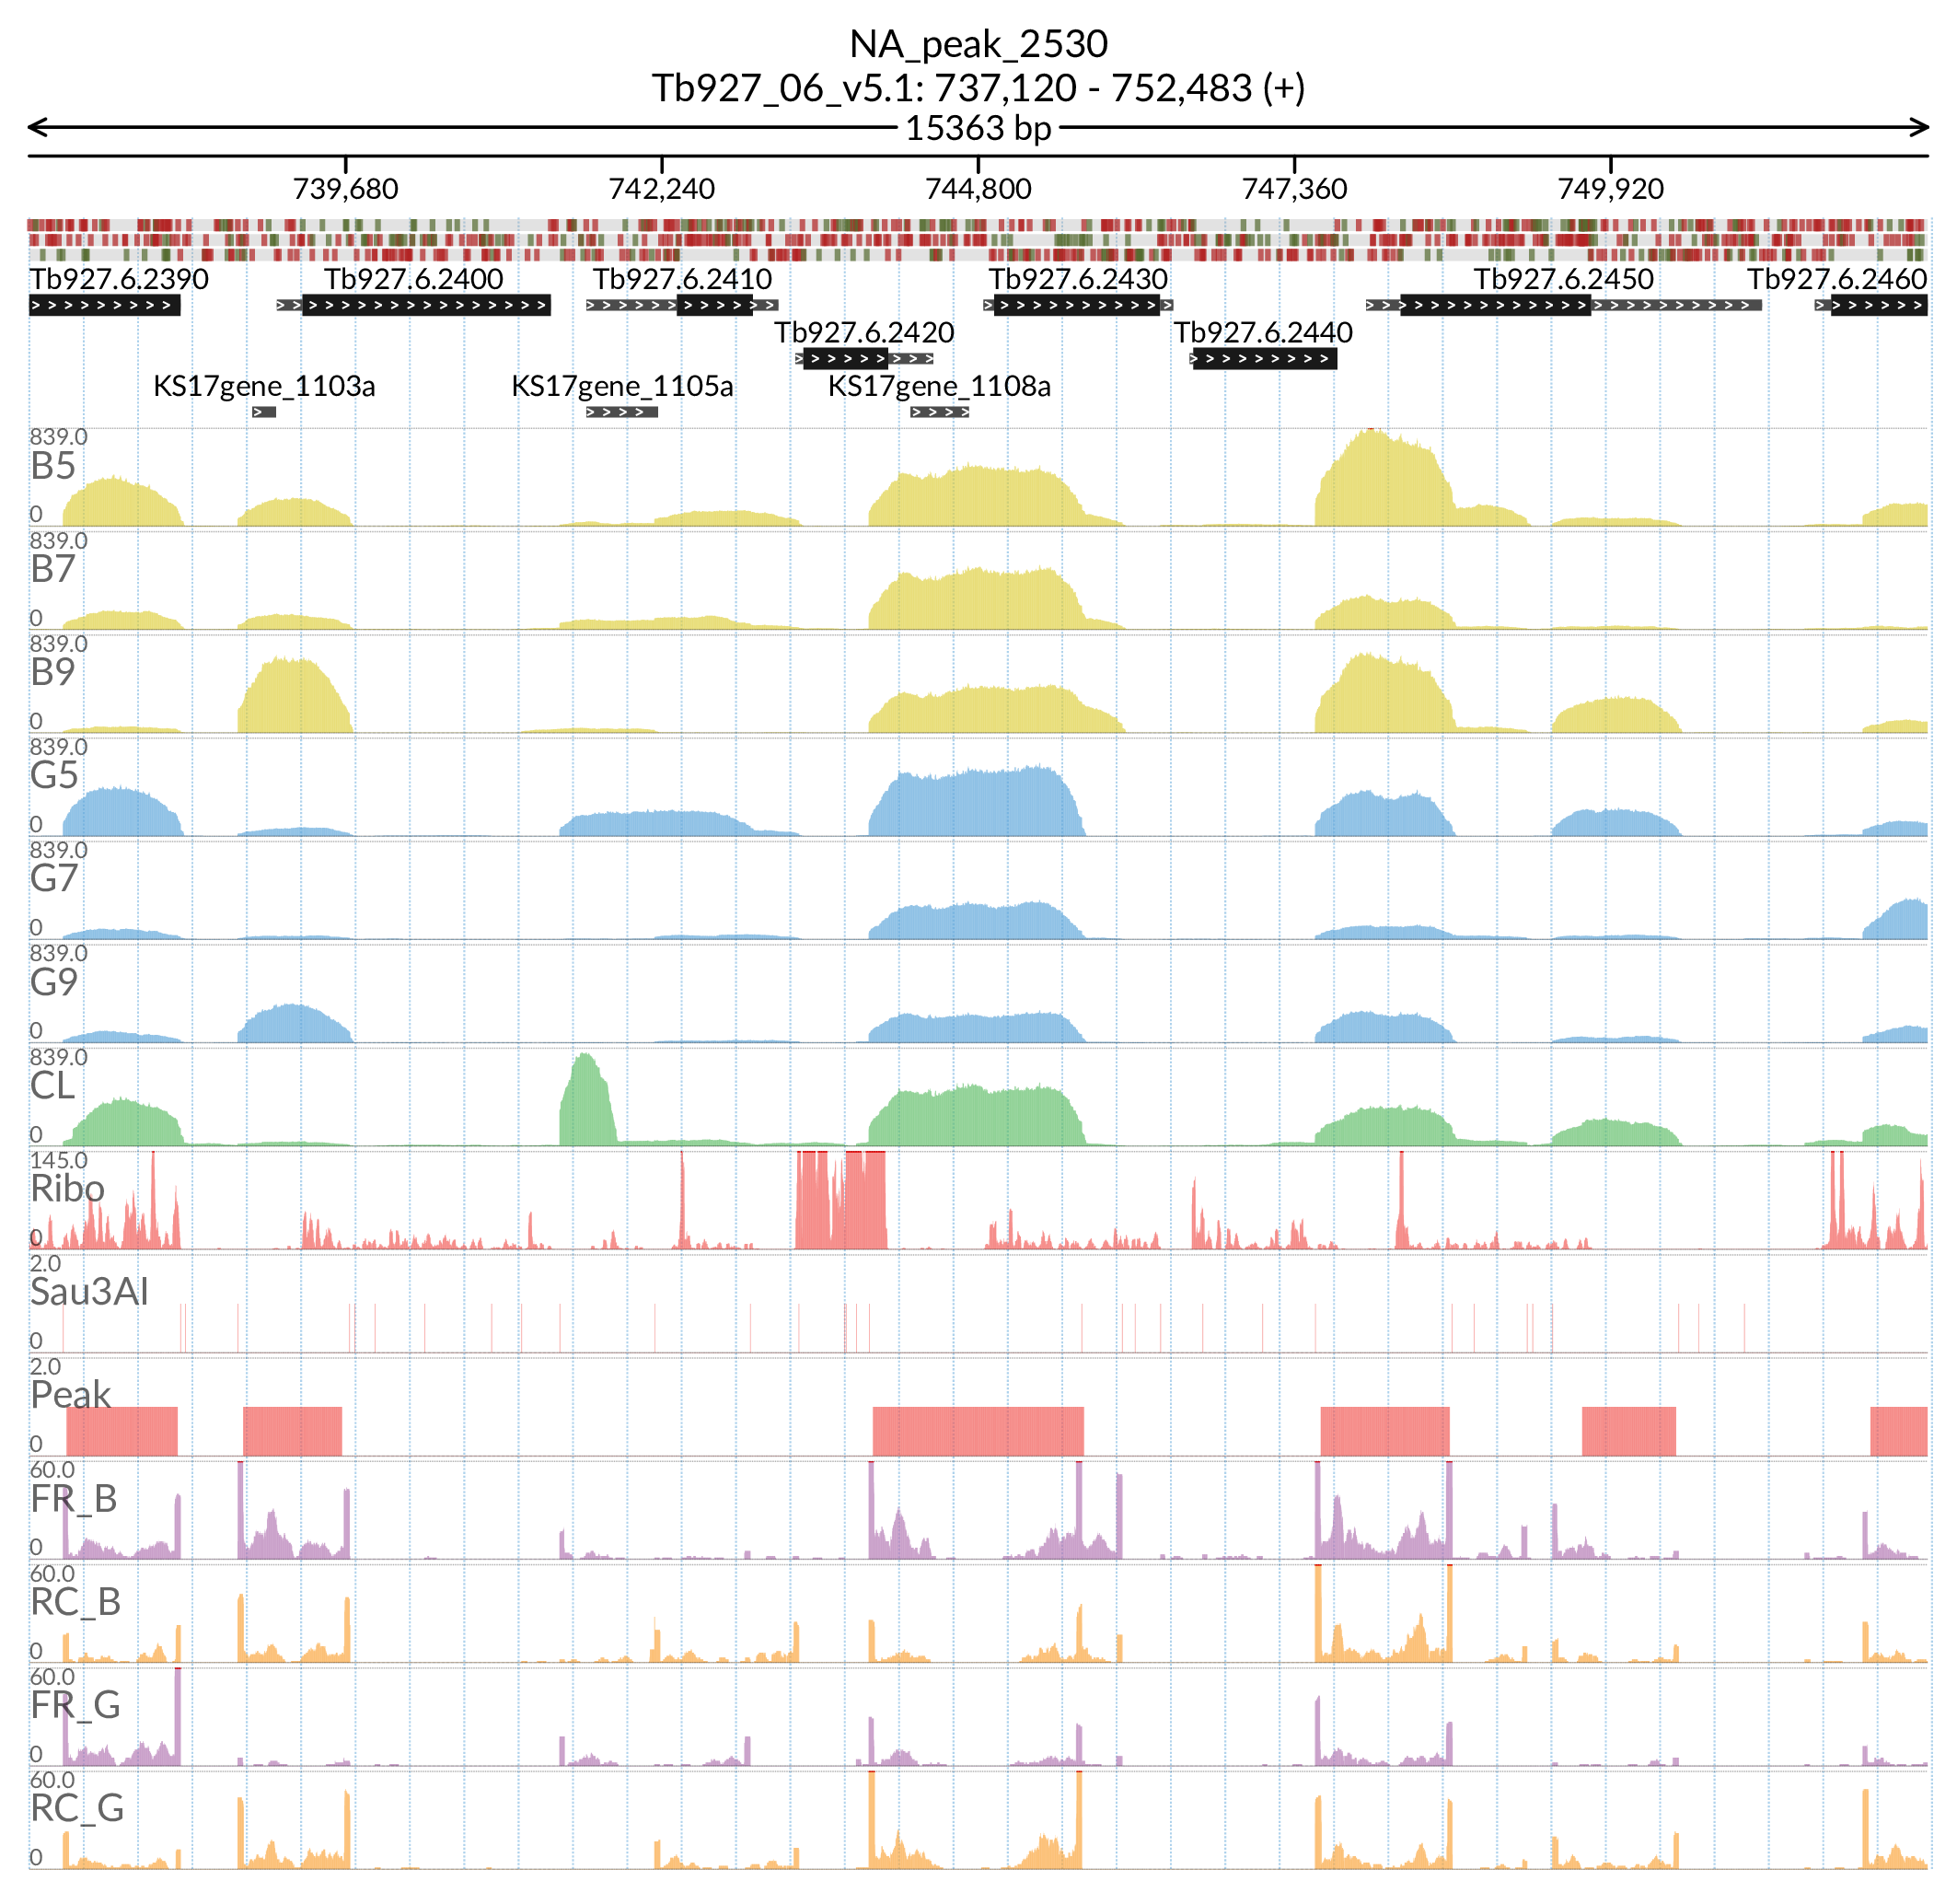 NA_peak_2530
Tb927_06_v5.1: 737,120 - 752,483 (+)
15363 bp
739,680 742,240 744,800 747,360 749,920
Tb927.6.2390 Tb927.6.2400 Tb927.6.2410 Tb927.6.2430 Tb927.6.2450 Tb927.6.2460
Tb927.6.2420 Tb927.6.2440
KS17gene_1103a KS17gene_1105a KS17gene_1108a
839.0
B5
0
839.0
B7
0
839.0
B9
0
839.0
G5
0
839.0
G7
0
839.0
G9
0
839.0
CL
0
145.0
Ribo
0
2.0
Sau3AI
0
2.0
Peak
0
60.0
FR_B
0
60.0
RC_B
0
60.0
FR_G
0
60.0
RC_G
0